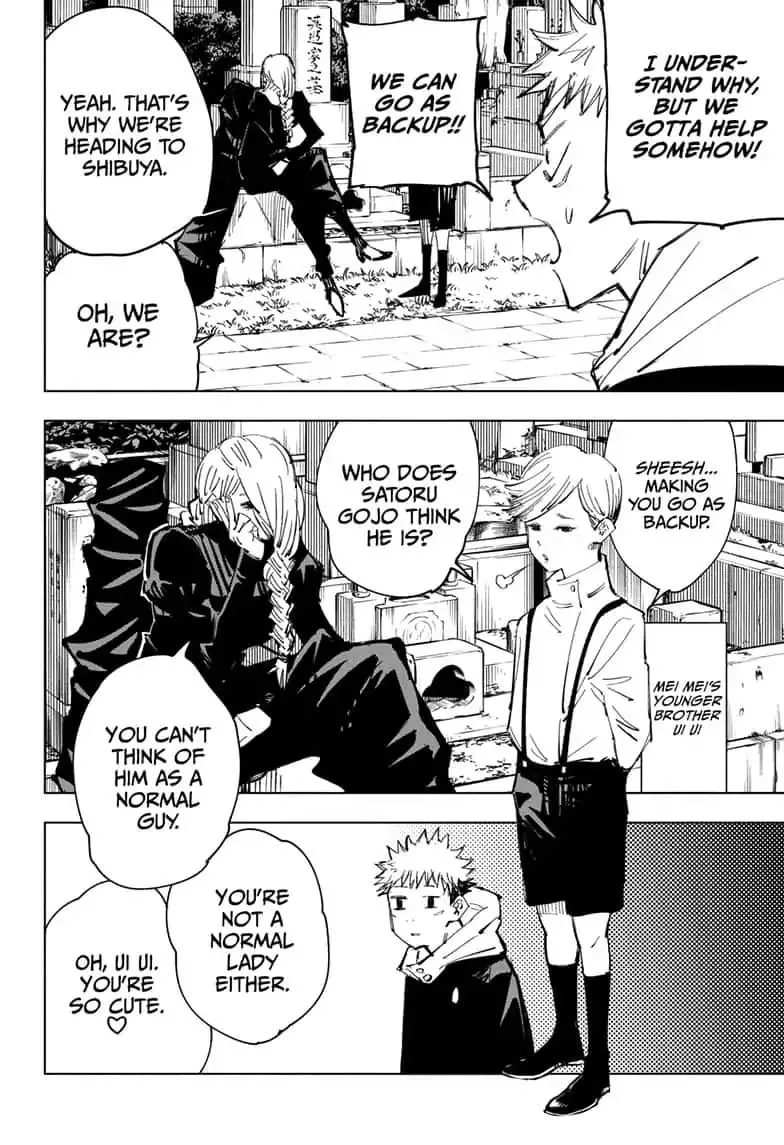 I UNDER-
STAND WHY,
BUT WE
GOTTA HELP
SOMEHOW!
WE CAN
GO AS
BACKUP!!
YEAH. THAT'S
WHY WE'RE
HEADING TO
SHIBUYA.
OH, WE
ARE?
SHEESH...
MAKING
YOU GO AS
BACKUP.
MEI MEI'S
YOUNGER
BROTHER
UI UI
WHO DOES
SATORU
GOJO THINK
HE IS?
YOU CAN'T
THINK OF
HIM AS A
NORMAL
GUY.
YOU'RE
NOT A
NORMAL
LADY
EITHER.
OH, UI UI.
YOU'RE
SO CUTE.
♡